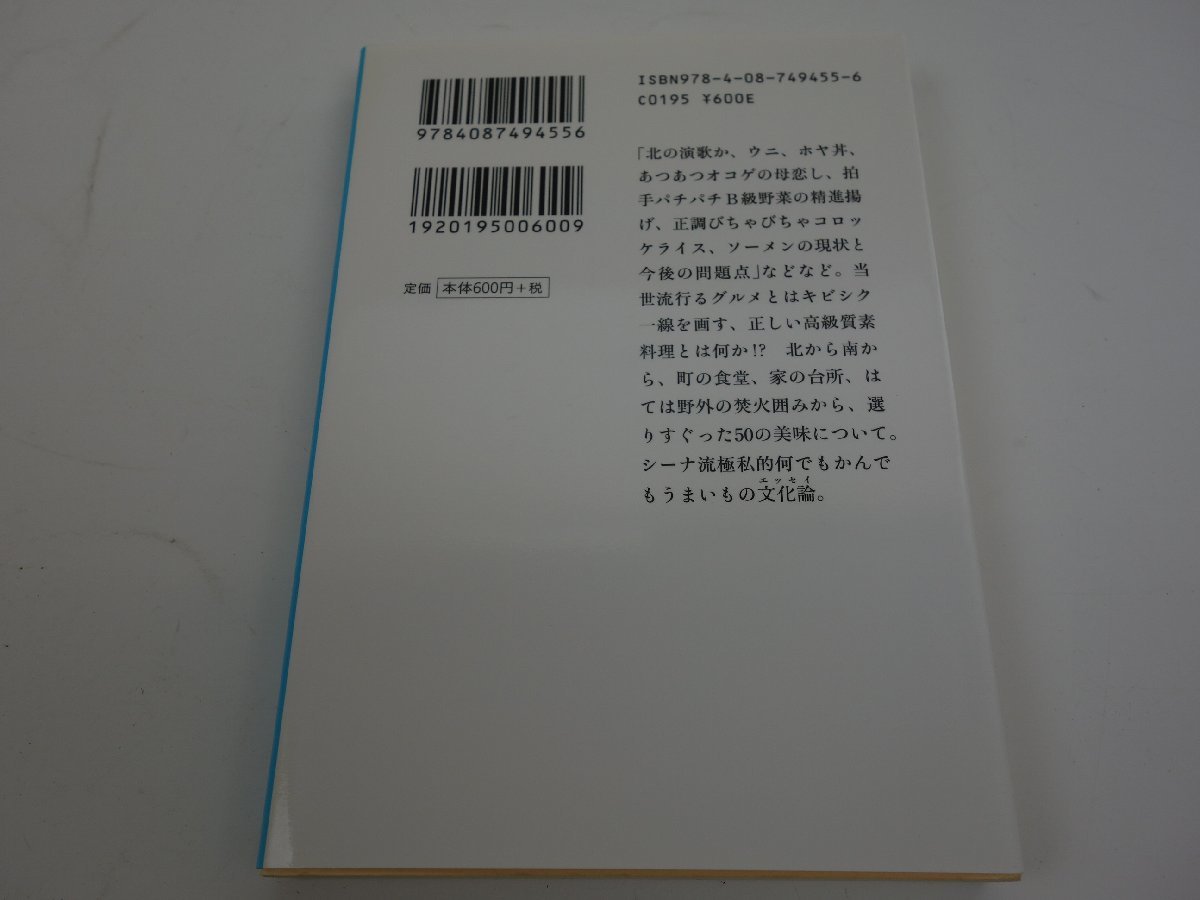 ISBN978-4-08-749455-6
C0195 ¥600E
9784087494556
1920195006009
定価 本体600円+税
「北の演歌か、ウニ、ホヤ丼、
あつあつオコゲの母恋し、拍
手パチパチB級野菜の精進揚
げ、正調びちゃびちゃコロッ
ケライス、ソーメンの現状と
今後の問題点」などなど。当
世流行るグルメとはキビシク
一線を画す、正しい高級質素
料理とは何か!? 北から南か
ら、町の食堂、家の台所、は
ては野外の焚火囲みから、選
りすぐった50の美味について。
シーナ流極私的何でもかんで
エッセイ
もうまいもの文化論。